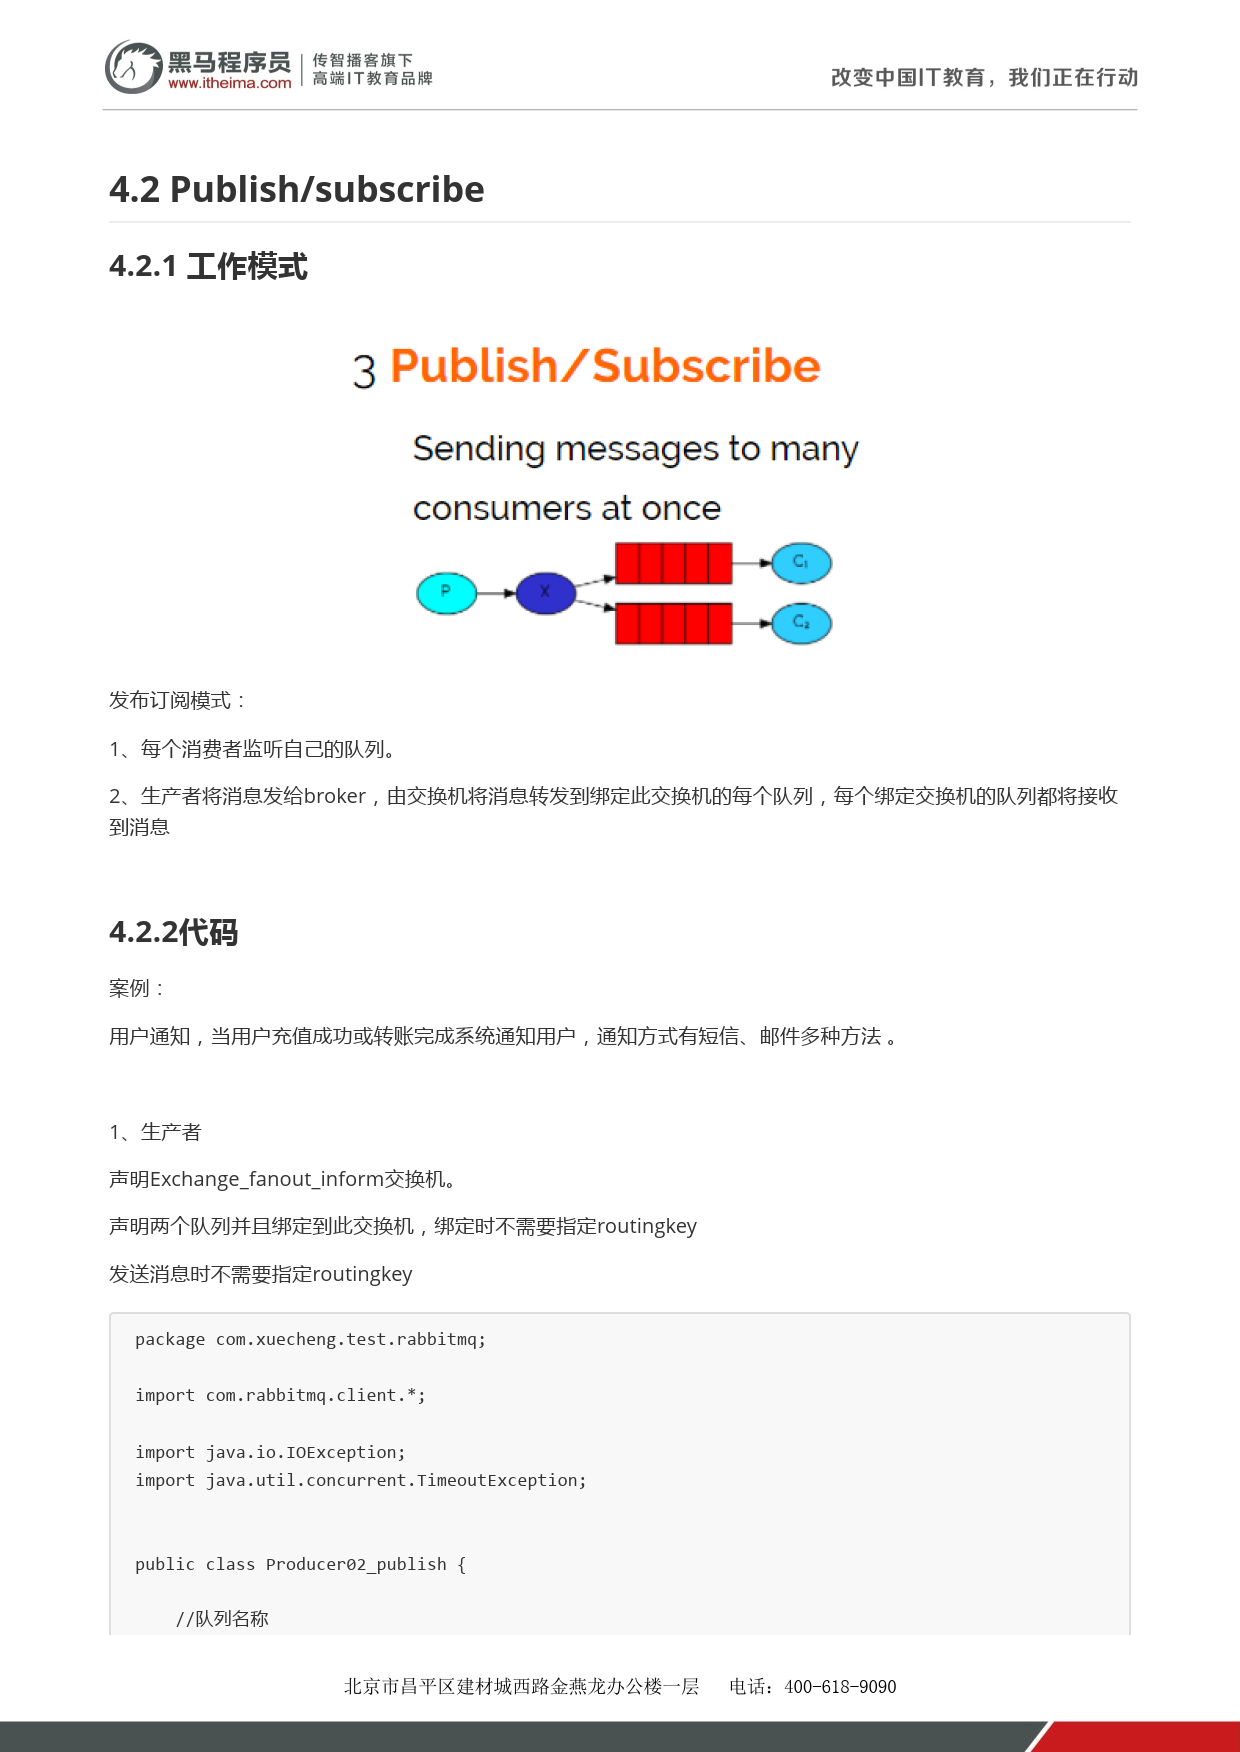 黑马程序员
www.itheima.com
传智播客旗下
高端IT教育品牌
改变中国IT教育，我们正在行动
4.2 Publish/subscribe
4.2.1 工作模式
3 Publish/Subscribe
Sending messages to many
consumers at once
P
X
C₁
C₂
发布订阅模式：
1、每个消费者监听自己的队列。
2、生产者将消息发给broker，由交换机将消息转发到绑定此交换机的每个队列，每个绑定交换机的队列都将接收
到消息
4.2.2代码
案例：
用户通知，当用户充值成功或转账完成系统通知用户，通知方式有短信、邮件多种方法 。
1、生产者
声明Exchange_fanout_inform交换机。
声明两个队列并且绑定到此交换机，绑定时不需要指定routingkey
发送消息时不需要指定routingkey
package com.xuecheng.test.rabbitmq;
import com.rabbitmq.client.*;
import java.io.IOException;
import java.util.concurrent.TimeoutException;
public class Producer02_publish {
//队列名称
北京市昌平区建材城西路金燕龙办公楼一层 电话：400-618-9090